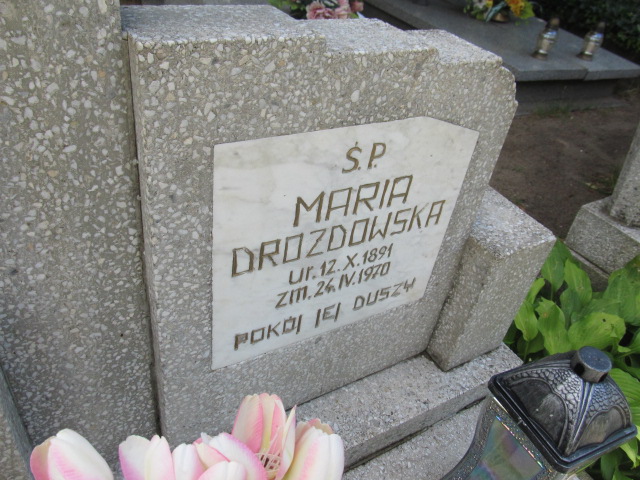 Ś.P.
MARIA
DROZDOWSKA
ur. 12. X. 1891
ZM. 24. IV. 1970
POKÓJ JEJ DUSZY